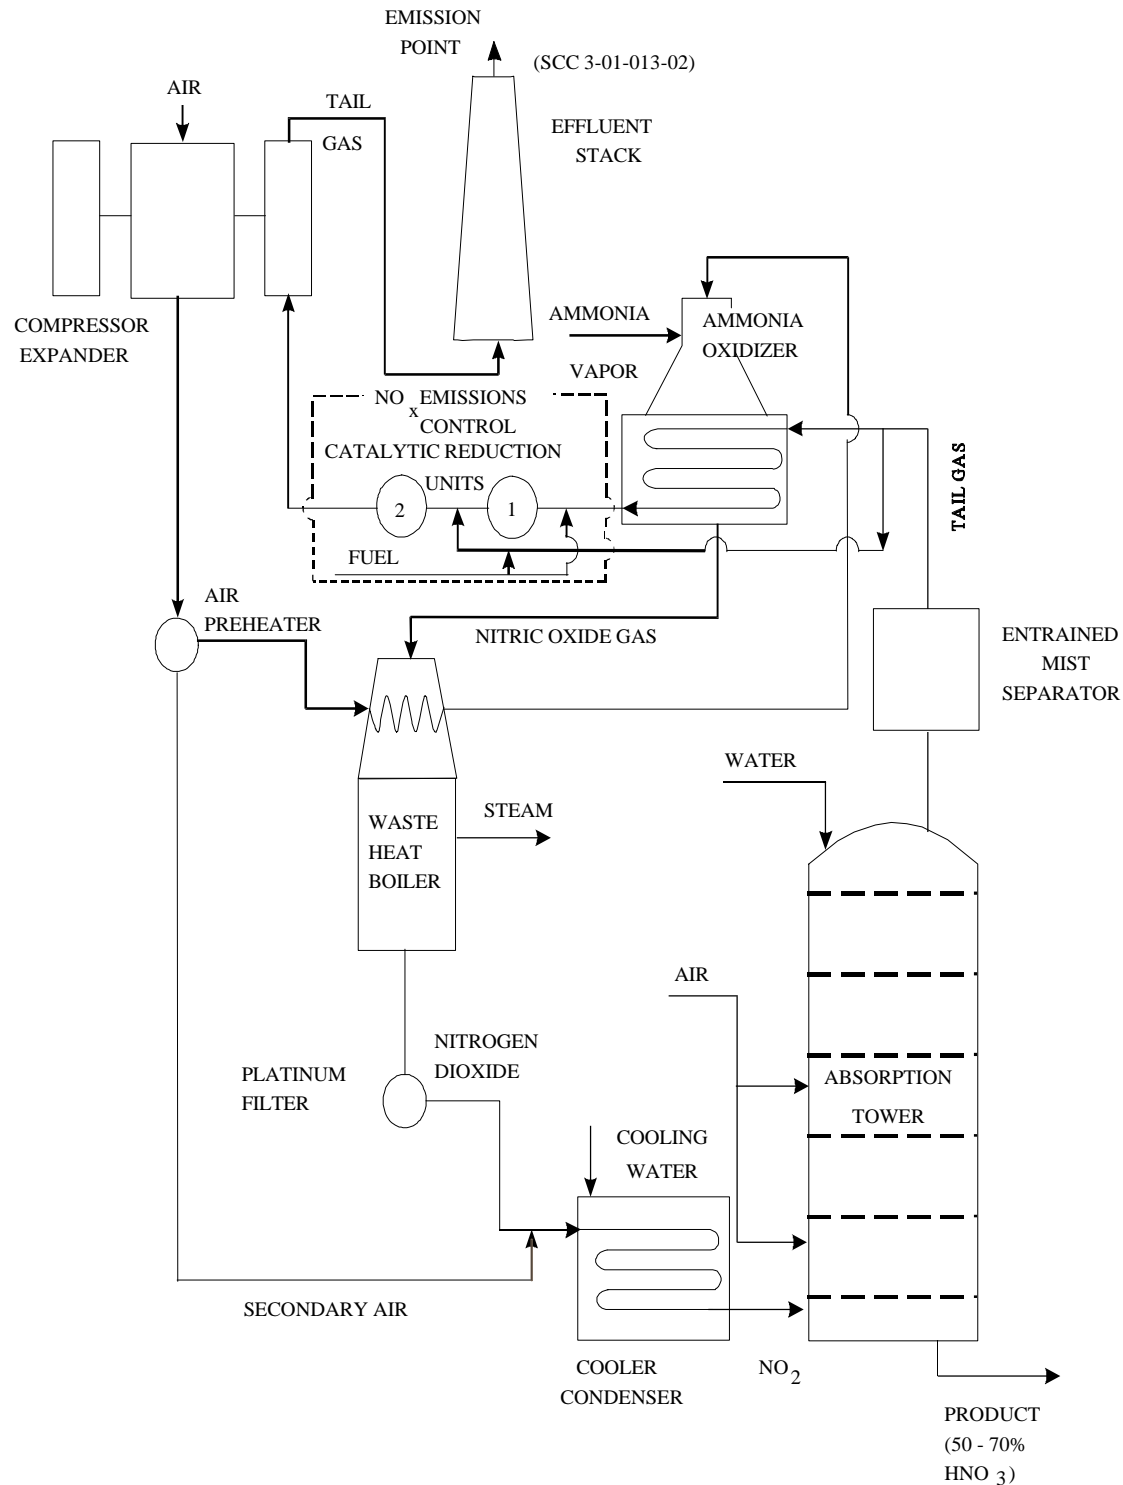 EMISSION
POINT
(SCC 3-01-013-02)
AIR
TAIL
GAS
EFFLUENT
STACK
COMPRESSOR
EXPANDER
AMMONIA
VAPOR
AMMONIA
OXIDIZER
NOx EMISSIONS
CONTROL
CATALYTIC REDUCTION
UNITS
2
1
FUEL
TAIL GAS
AIR
PREHEATER
NITRIC OXIDE GAS
ENTRAINED
MIST
SEPARATOR
WATER
STEAM
WASTE
HEAT
BOILER
AIR
NITROGEN
DIOXIDE
PLATINUM
FILTER
ABSORPTION
TOWER
COOLING
WATER
SECONDARY AIR
COOLER
CONDENSER
NO2
PRODUCT
(50 - 70%
HNO 3)